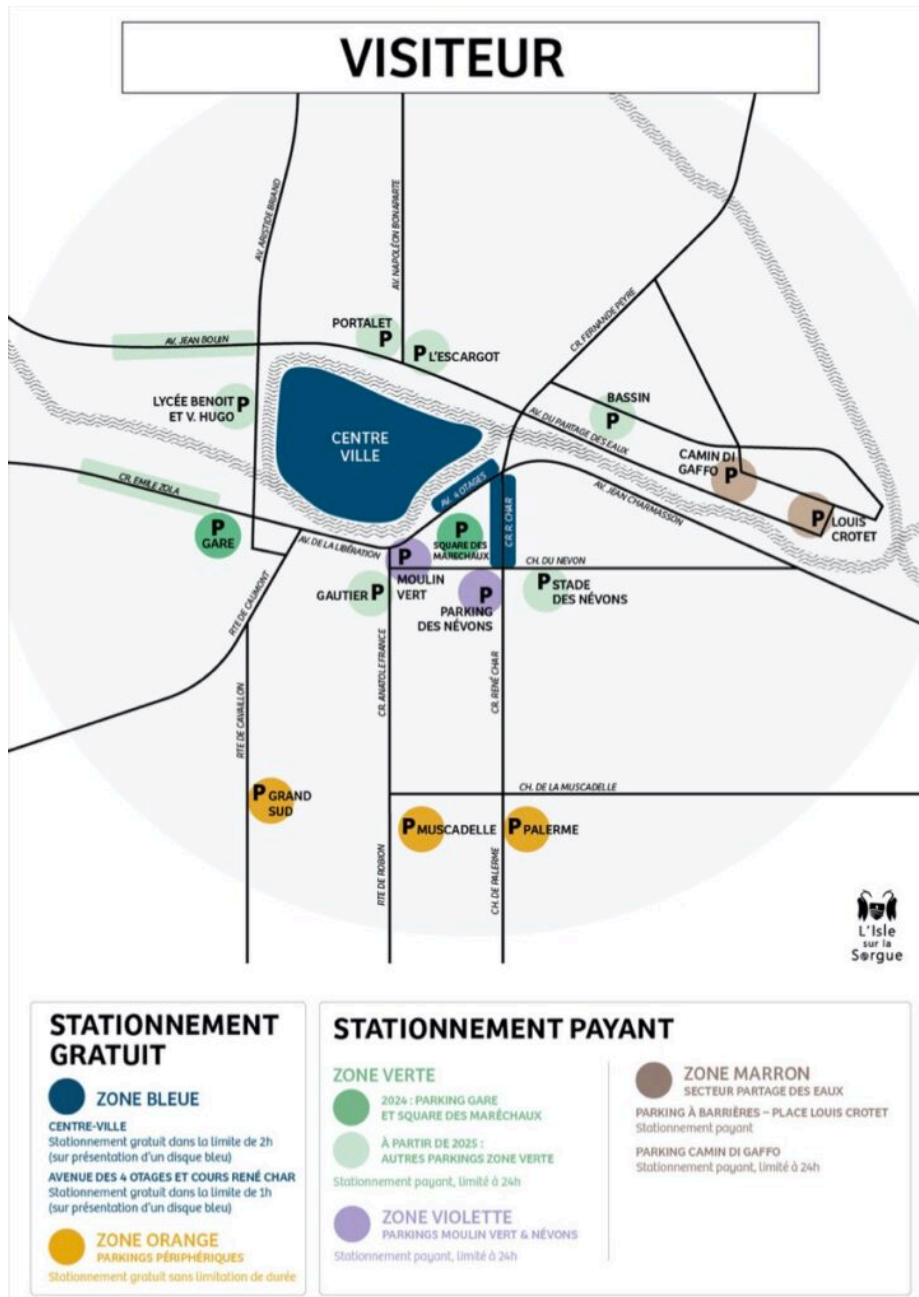 VISITEUR
AV. ARISTIDE BRIAND
AV. NAPOLÉON BONAPARTE
CR. FERNANDE PEYRE
PORTALET
P
P L'ESCARGOT
AV. JEAN BOUIN
LYCÉE BENOIT
ET V. HUGO
P
CENTRE
VILLE
BASSIN
P
AV. DU PARTAGE DES EAUX
CAMIN DI
GAFFO
P
P
LOUIS
CROTET
CR. EMILE ZOLA
AV. 4 OTAGES
CR. R. CHAR
AV. JEAN CHARMASSON
P
GARE
AV. DE LA LIBÉRATION
P
SQUARE DES
MARECHAUX
P
MOULIN
VERT
CH. DU NEVON
GAUTIER P
P
PARKING
DES NÉVONS
P STADE
DES NÉVONS
RTE DE CAUMONT
RTE DE CAVAILLON
CR. ANATOLE FRANCE
CR. RENÉ CHAR
P GRAND
SUD
CH. DE LA MUSCADELLE
P MUSCADELLE
P PALERME
RTE DE ROBION
CH. DE PALERME
L'Isle
sur la
Sorgue
STATIONNEMENT
GRATUIT
ZONE BLEUE
CENTRE-VILLE
Stationnement gratuit dans la limite de 2h
(sur présentation d'un disque bleu)
AVENUE DES 4 OTAGES ET COURS RENÉ CHAR
Stationnement gratuit dans la limite de 1h
(sur présentation d'un disque bleu)
ZONE ORANGE
PARKINGS PÉRIPHÉRIQUES
Stationnement gratuit sans limitation de durée
STATIONNEMENT PAYANT
ZONE VERTE
2024 : PARKING GARE
ET SQUARE DES MARÉCHAUX
À PARTIR DE 2025 :
AUTRES PARKINGS ZONE VERTE
Stationnement payant, limité à 24h
ZONE VIOLETTE
PARKINGS MOULIN VERT & NÉVONS
Stationnement payant, limité à 24h
ZONE MARRON
SECTEUR PARTAGE DES EAUX
PARKING À BARRIÈRES – PLACE LOUIS CROTET
Stationnement payant
PARKING CAMIN DI GAFFO
Stationnement payant, limité à 24h